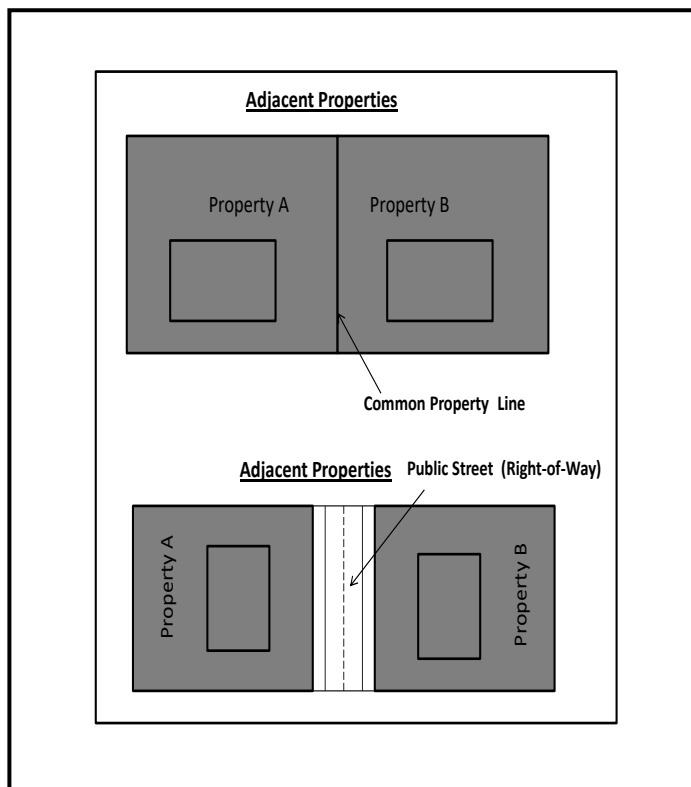 Adjacent Properties
Property A
Property B
Common Property Line
Adjacent Properties
Public Street (Right-of-Way)
Property A
Property B